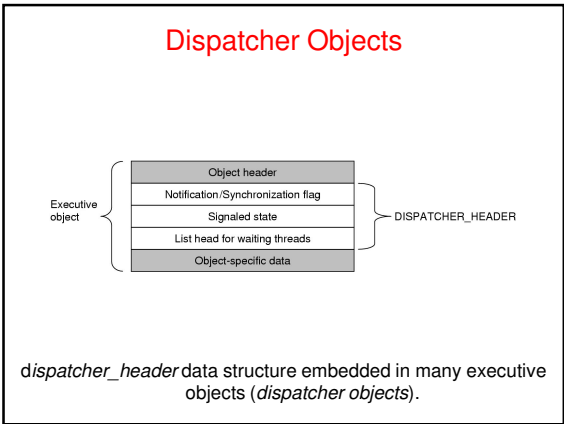 Dispatcher Objects
Object header
Notification/Synchronization flag
Executive
object
Signaled state
DISPATCHER_HEADER
List head for waiting threads
Object-specific data
dispatcher_header data structure embedded in many executive
objects (dispatcher objects).